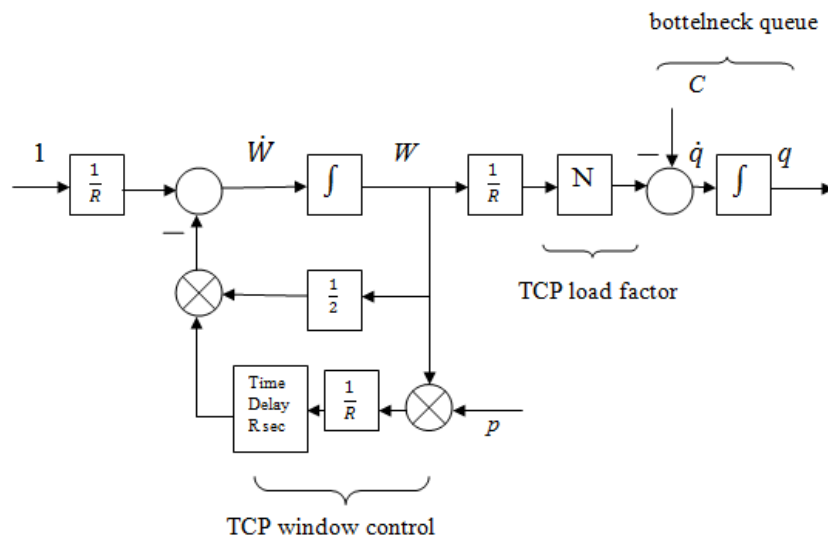 bottelneck queue
C
1
1/R
Ẇ
∫
W
1/R
N
q̇
∫
q
−
−
1/2
TCP load factor
Time
Delay
R sec
1/R
p
TCP window control